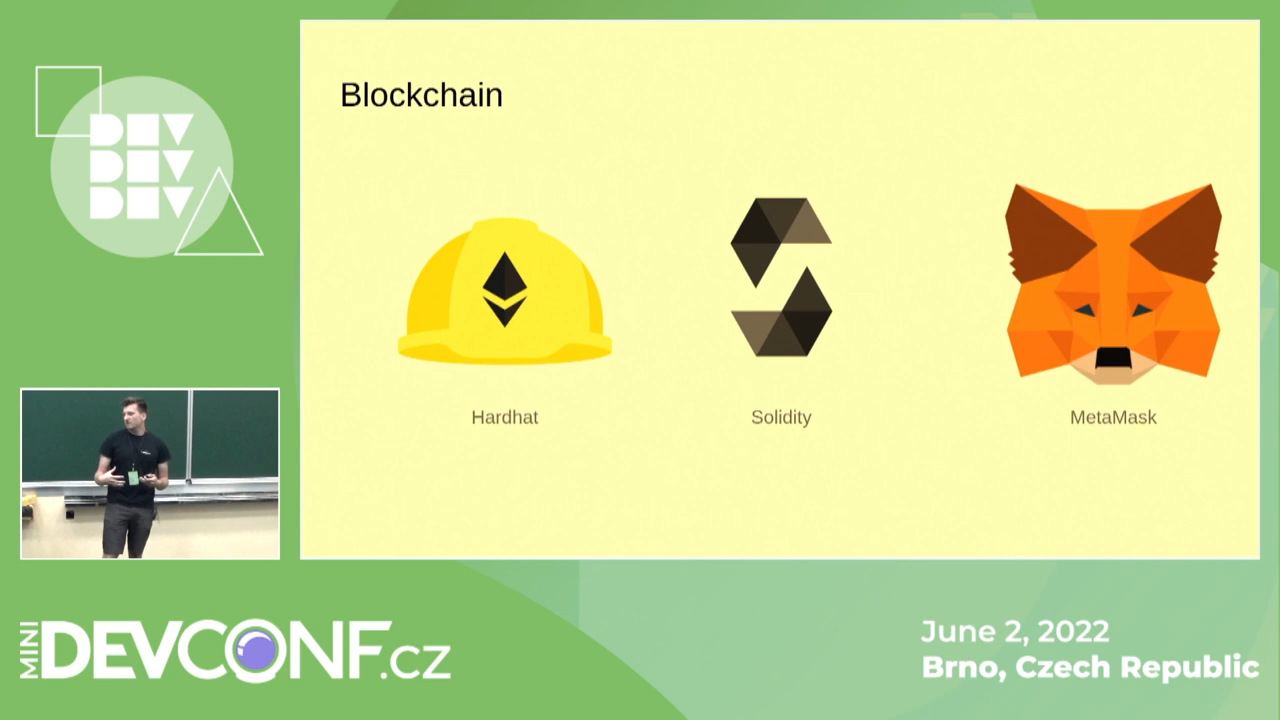 DEV
DEV
DEV
Blockchain
Hardhat
Solidity
MetaMask
MINI
DEVCONF.CZ
June 2, 2022
Brno, Czech Republic